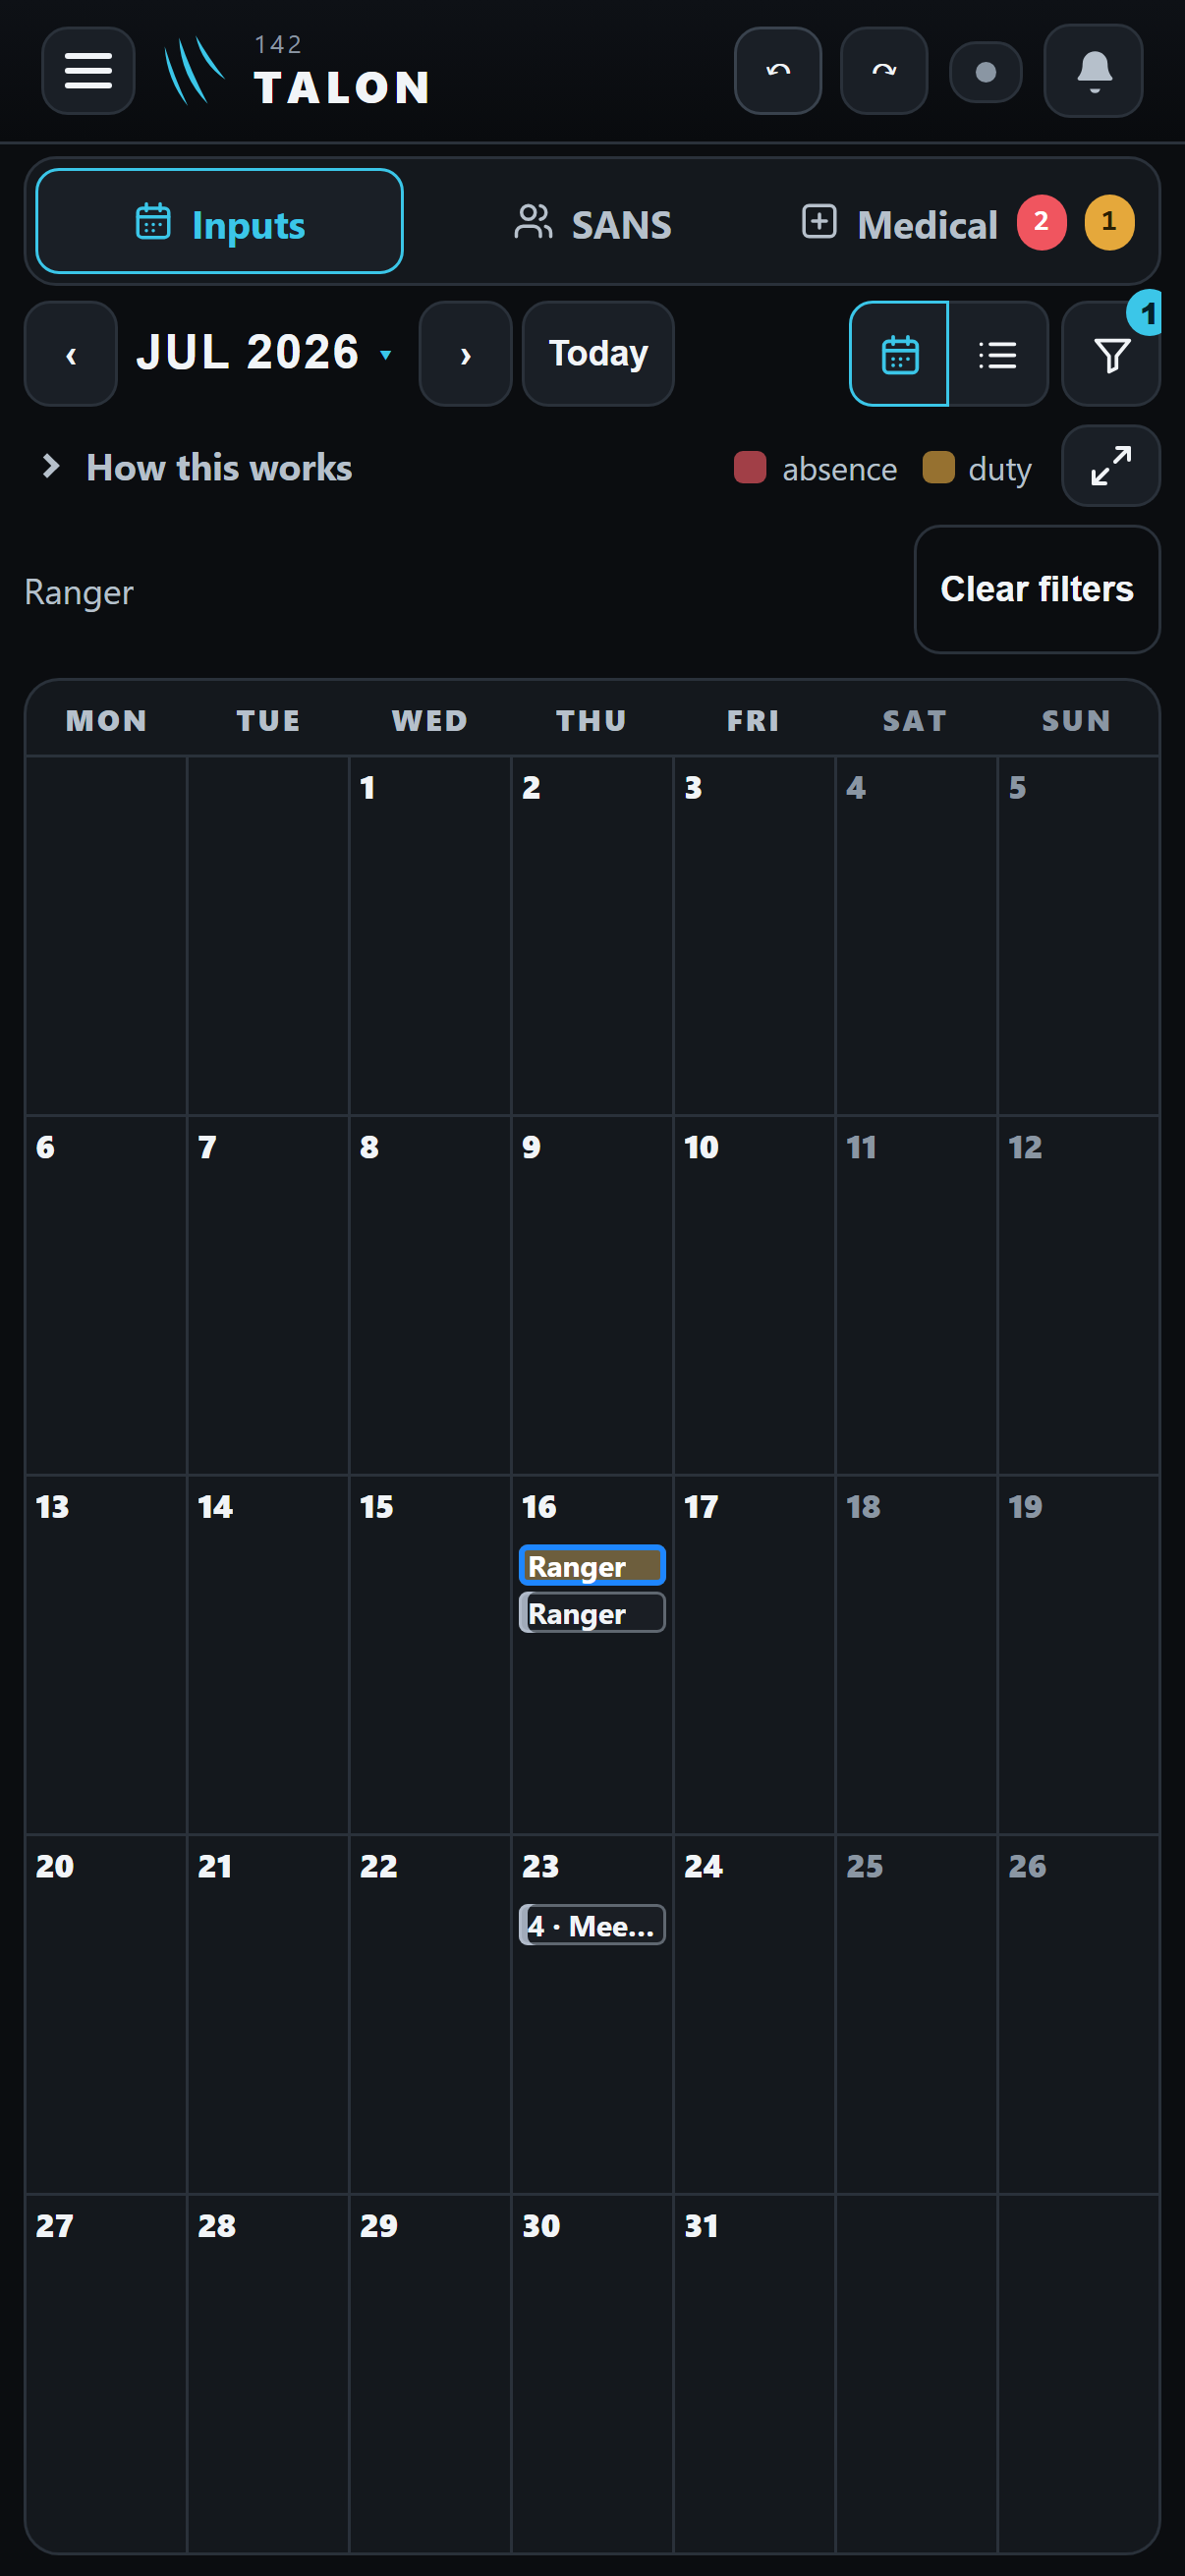 142
TALON
Inputs SANS Medical 2 1
‹ JUL 2026 ▾ › Today 1
How this works absence duty
Ranger Clear filters
MON TUE WED THU FRI SAT SUN
1 2 3 4 5
6 7 8 9 10 11 12
13 14 15 16 17 18 19
Ranger
Ranger
20 21 22 23 24 25 26
4 · Mee...
27 28 29 30 31